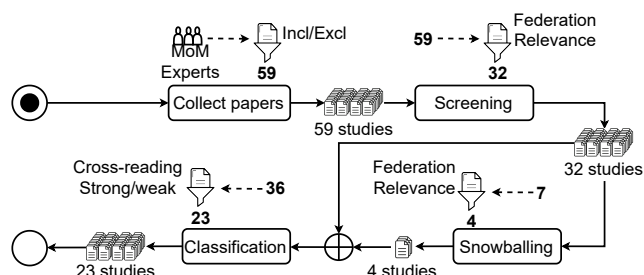 MoM
Experts
Incl/Excl
59
Collect papers
59 studies
59
Federation
Relevance
32
Screening
32 studies
Cross-reading
Strong/weak
36
23
Classification
23 studies
Federation
Relevance
7
4
Snowballing
4 studies